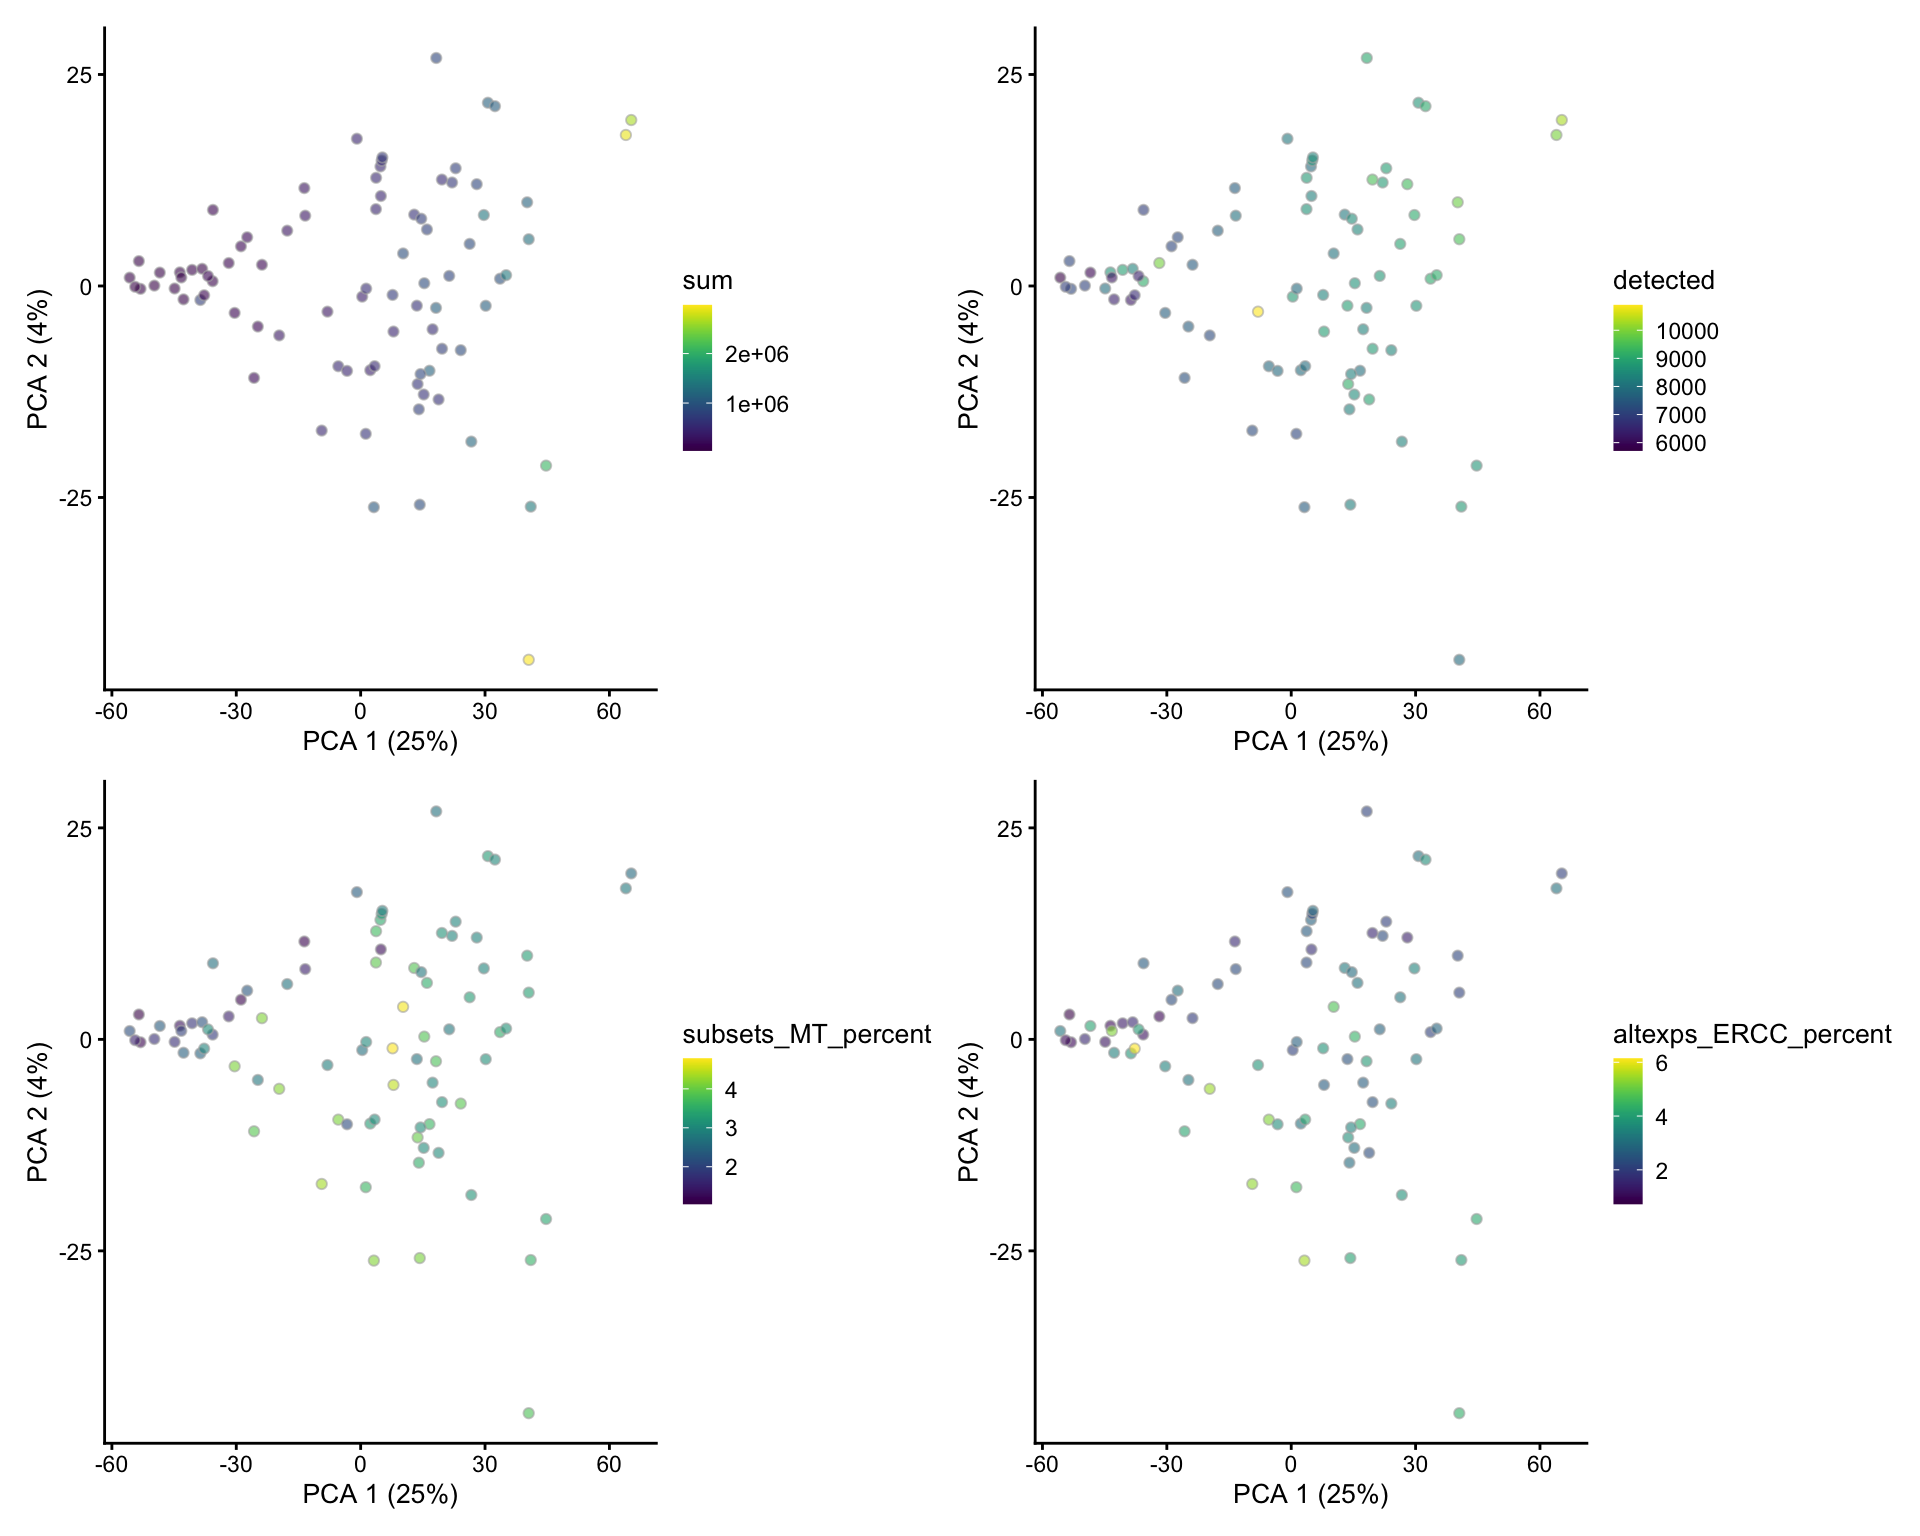 25
0
-25
PCA 2 (4%)
-60 -30 0 30 60
PCA 1 (25%)
sum
2e+06
1e+06
25
0
-25
PCA 2 (4%)
-60 -30 0 30 60
PCA 1 (25%)
detected
10000
9000
8000
7000
6000
25
0
-25
PCA 2 (4%)
-60 -30 0 30 60
PCA 1 (25%)
subsets_MT_percent
4
3
2
25
0
-25
PCA 2 (4%)
-60 -30 0 30 60
PCA 1 (25%)
altexps_ERCC_percent
6
4
2